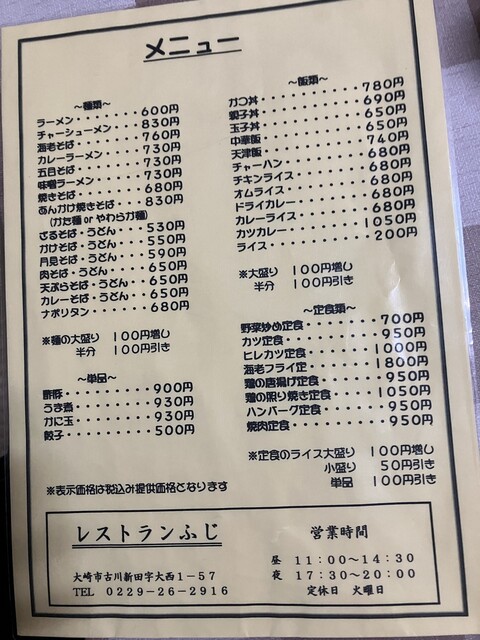 メニュー
～麺類～
ラーメン・・・・・・600円
チャーシューメン・・・・830円
海老そば・・・・・・760円
カレーラーメン・・・・730円
五目そば・・・・・・730円
味噌ラーメン・・・・・730円
焼きそば・・・・・・680円
あんかけ焼きそば・・・830円
(かた麺 or やわらか麺)
ざるそば・うどん・・・530円
かけそば・うどん・・・550円
月見そば・うどん・・・590円
肉そば・うどん・・・・650円
天ぷらそば・うどん・・650円
カレーそば・うどん・・650円
ナポリタン・・・・・・680円
※麺の大盛り 100円増し
半分 100円引き
～単品～
酢豚・・・・・・・・900円
うま煮・・・・・・・930円
かに玉・・・・・・・930円
餃子・・・・・・・・500円
～飯類～
かつ丼・・・・・・・・780円
親子丼・・・・・・・・690円
玉子丼・・・・・・・・650円
中華飯・・・・・・・・650円
天津飯・・・・・・・・740円
チャーハン・・・・・・680円
チキンライス・・・・・680円
オムライス・・・・・・680円
ドライカレー・・・・・680円
カレーライス・・・・・680円
カツカレー・・・・・・1050円
ライス・・・・・・・・200円
※大盛り 100円増し
半分 100円引き
～定食類～
野菜炒め定食・・・・・700円
カツ定食・・・・・・・950円
ヒレカツ定食・・・・・1000円
海老フライ定・・・・・1800円
鶏の唐揚げ定食・・・・950円
鶏の照り焼き定食・・・1050円
ハンバーグ定食・・・・950円
焼肉定食・・・・・・・950円
※定食のライス大盛り 100円増し
小盛り 50円引き
単品 100円引き
※表示価格は税込み提供価格となります
レストランふじ
大崎市古川新田字大西1－57
TEL 0229-26-2916
営業時間
昼 11:00～14:30
夜 17:30～20:00
定休日 火曜日